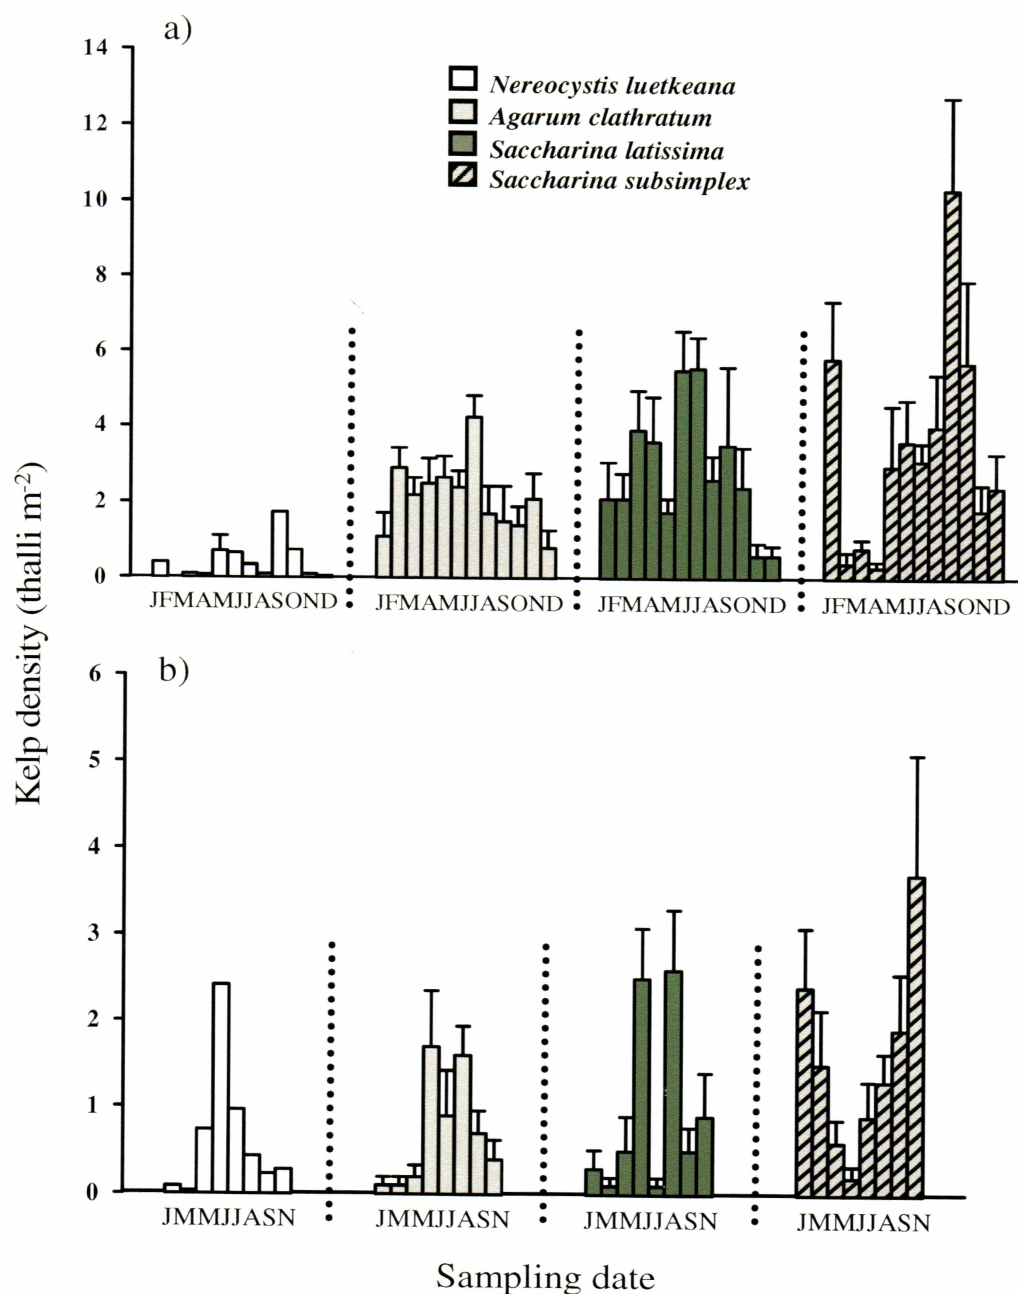 a)
14
12
10
8
6
4
2
0
Nereocystis luetkeana
Agarum clathratum
Saccharina latissima
Saccharina subsimplex
JFMAMJJASOND JFMAMJJASOND JFMAMJJASOND JFMAMJJASOND
Kelp density (thalli m-2)
b)
6
5
4
3
2
1
0
JMMJJASN JMMJJASN JMMJJASN JMMJJASN
Sampling date